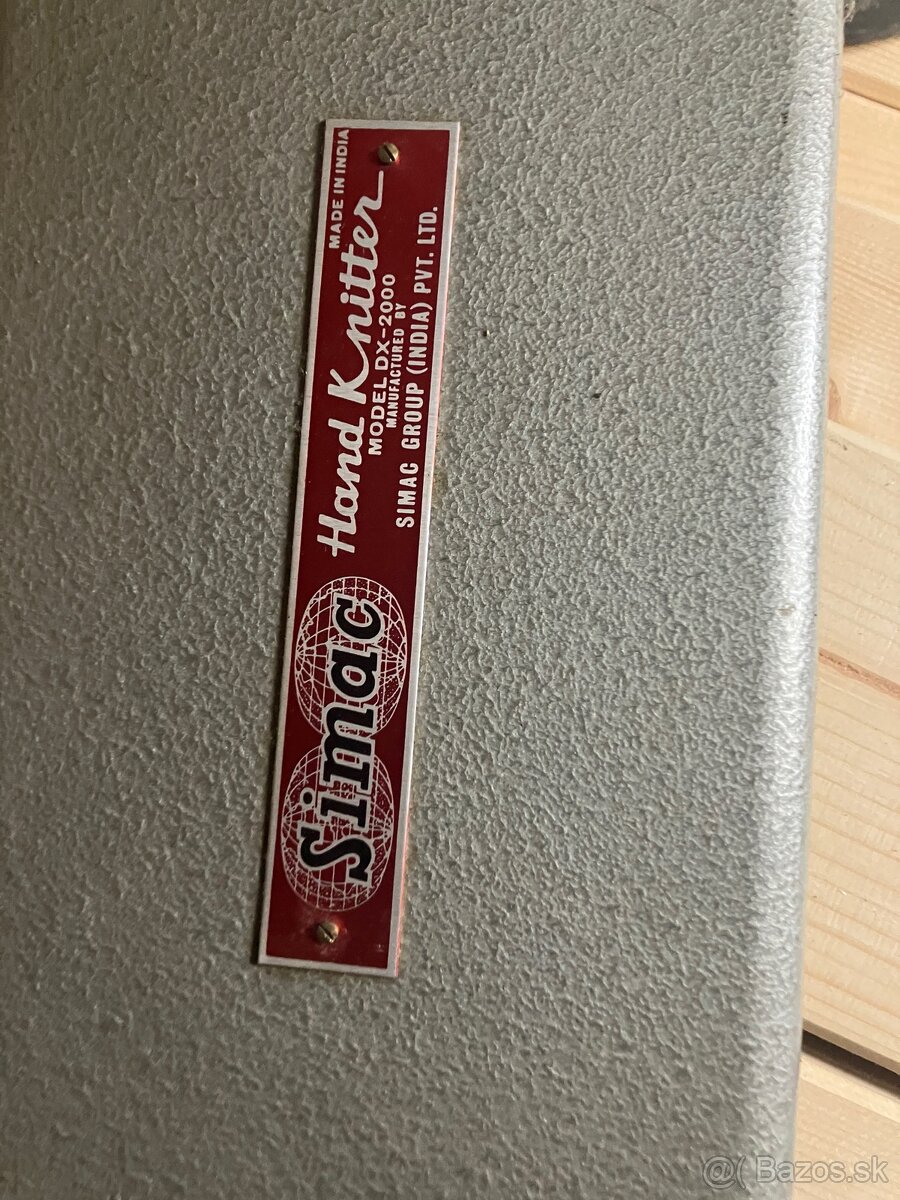 MADE IN INDIA
Simac Hand Knitter
MODEL DX-2000
MANUFACTURED BY
SIMAC GROUP (INDIA) PVT. LTD.
@( Bazos.sk